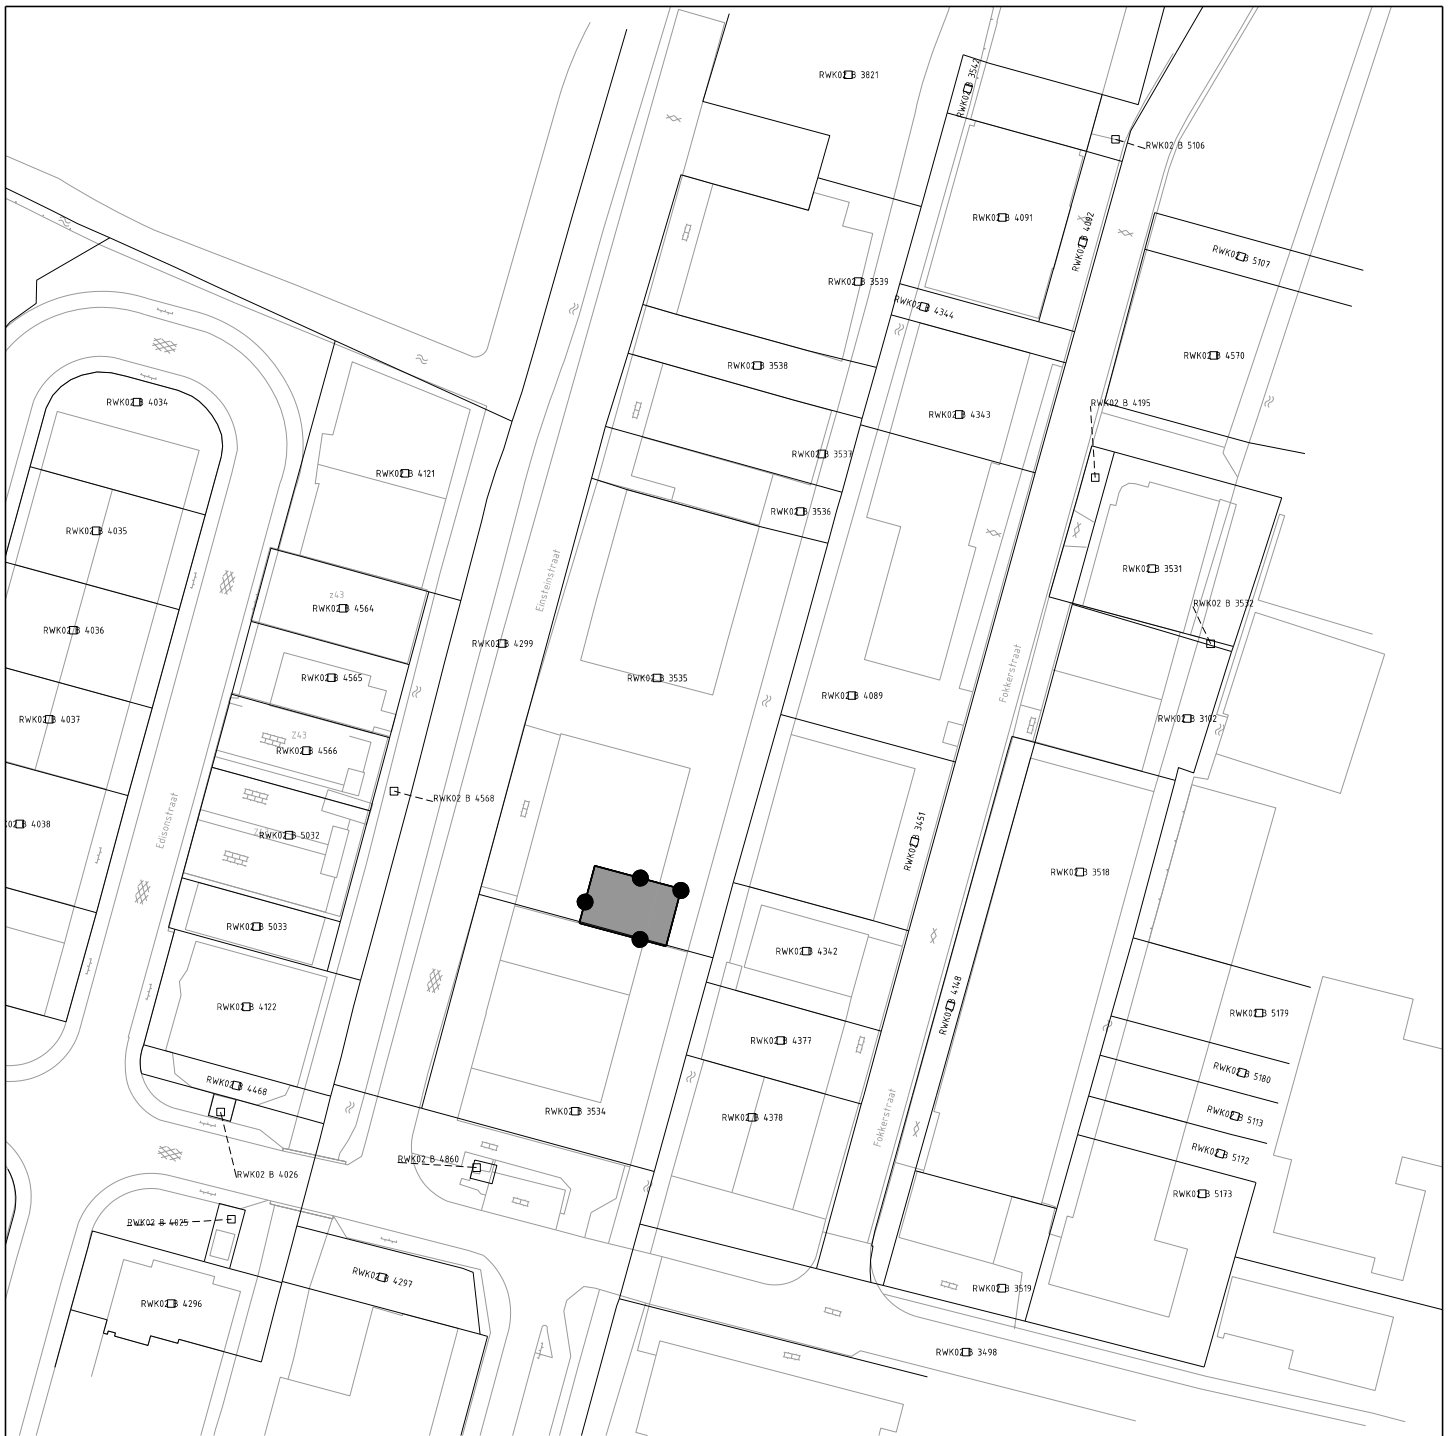 RWK02 B 3821
RWK02 B 3542
RWK02 B 5106
RWK02 B 4091
RWK02 B 4092
RWK02 B 5107
RWK02 B 3539
RWK02 B 4344
RWK02 B 4570
RWK02 B 3538
RWK02 B 4034
RWK02 B 4195
RWK02 B 4343
RWK02 B 3537
RWK02 B 4121
RWK02 B 3536
RWK02 B 4035
RWK02 B 3531
Einsteinstraat
z43
RWK02 B 4564
RWK02 B 3532
RWK02 B 4036
RWK02 B 4299
Fokkerstraat
RWK02 B 4565
RWK02 B 3535
RWK02 B 4089
RWK02 B 4037
RWK02 B 3102
Z43
RWK02 B 4566
RWK02 B 4568
Edisonstraat
K02 B 4038
RWK02 B 5032
RWK02 B 3451
RWK02 B 3518
RWK02 B 5033
RWK02 B 4342
RWK02 B 4122
RWK02 B 4148
RWK02 B 5179
RWK02 B 4377
RWK02 B 5180
RWK02 B 4468
RWK02 B 3534
RWK02 B 4378
Fokkerstraat
RWK02 B 5113
RWK02 B 4860
RWK02 B 5172
RWK02 B 4026
RWK02 B 5173
RWK02 B 4025
RWK02 B 4297
RWK02 B 3519
RWK02 B 4296
RWK02 B 3498